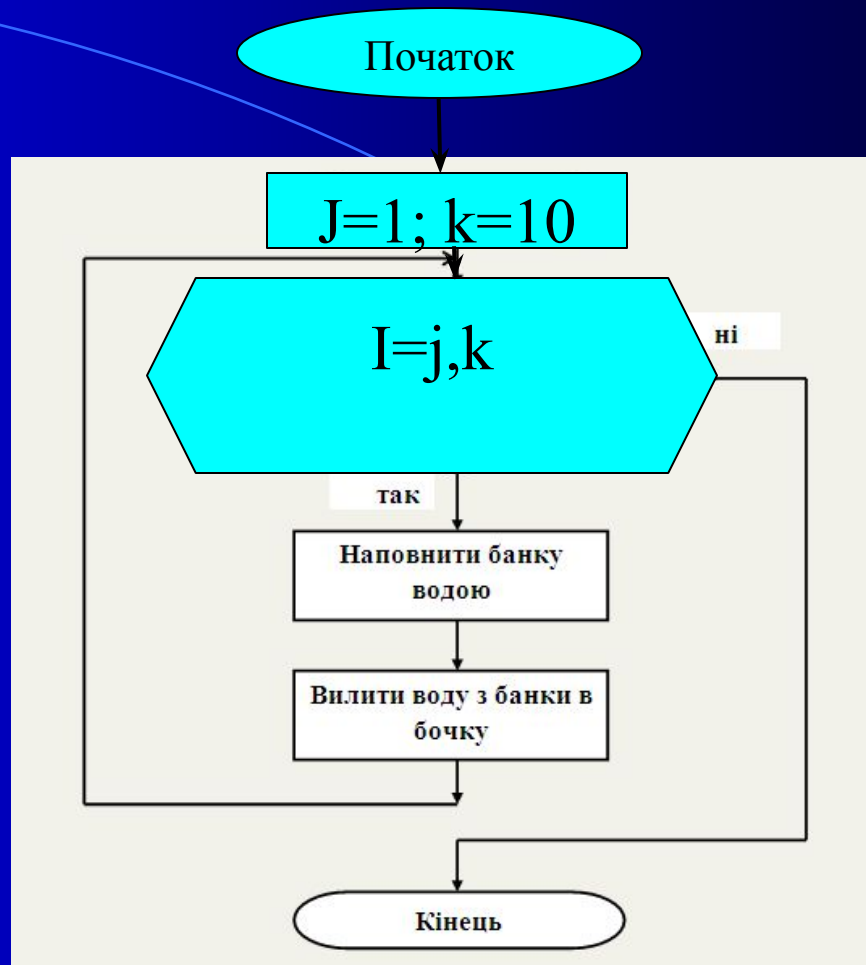 Початок
J=1; k=10
I=j,k
ні
так
Наповнити банку
водою
Вилити воду з банки в
бочку
Кінець